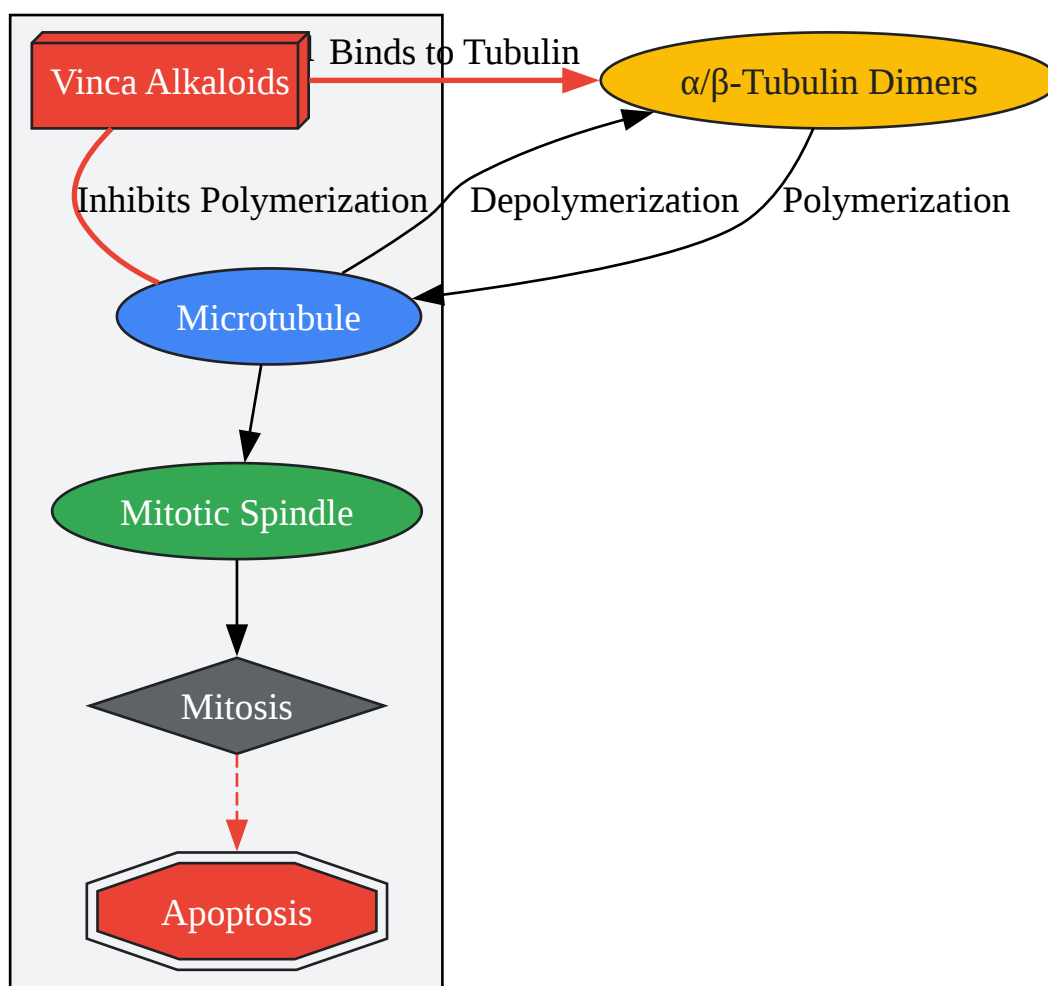 Vinca Alkaloids
Binds to Tubulin
α/β-Tubulin Dimers
Inhibits Polymerization
Depolymerization
Polymerization
Microtubule
Mitotic Spindle
Mitosis
Apoptosis